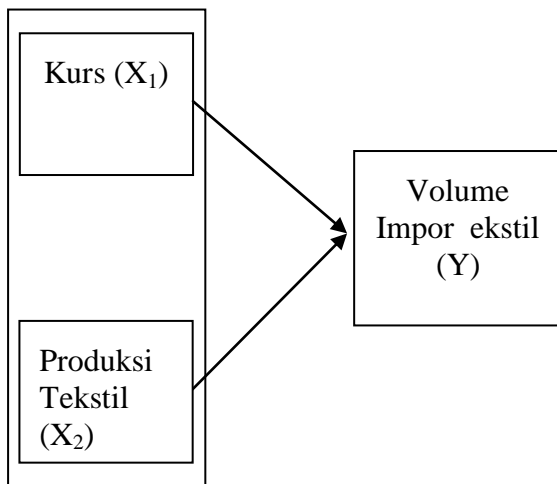 Kurs (X₁)
Volume
Impor ekstil
(Y)
Produksi
Tekstil
(X₂)